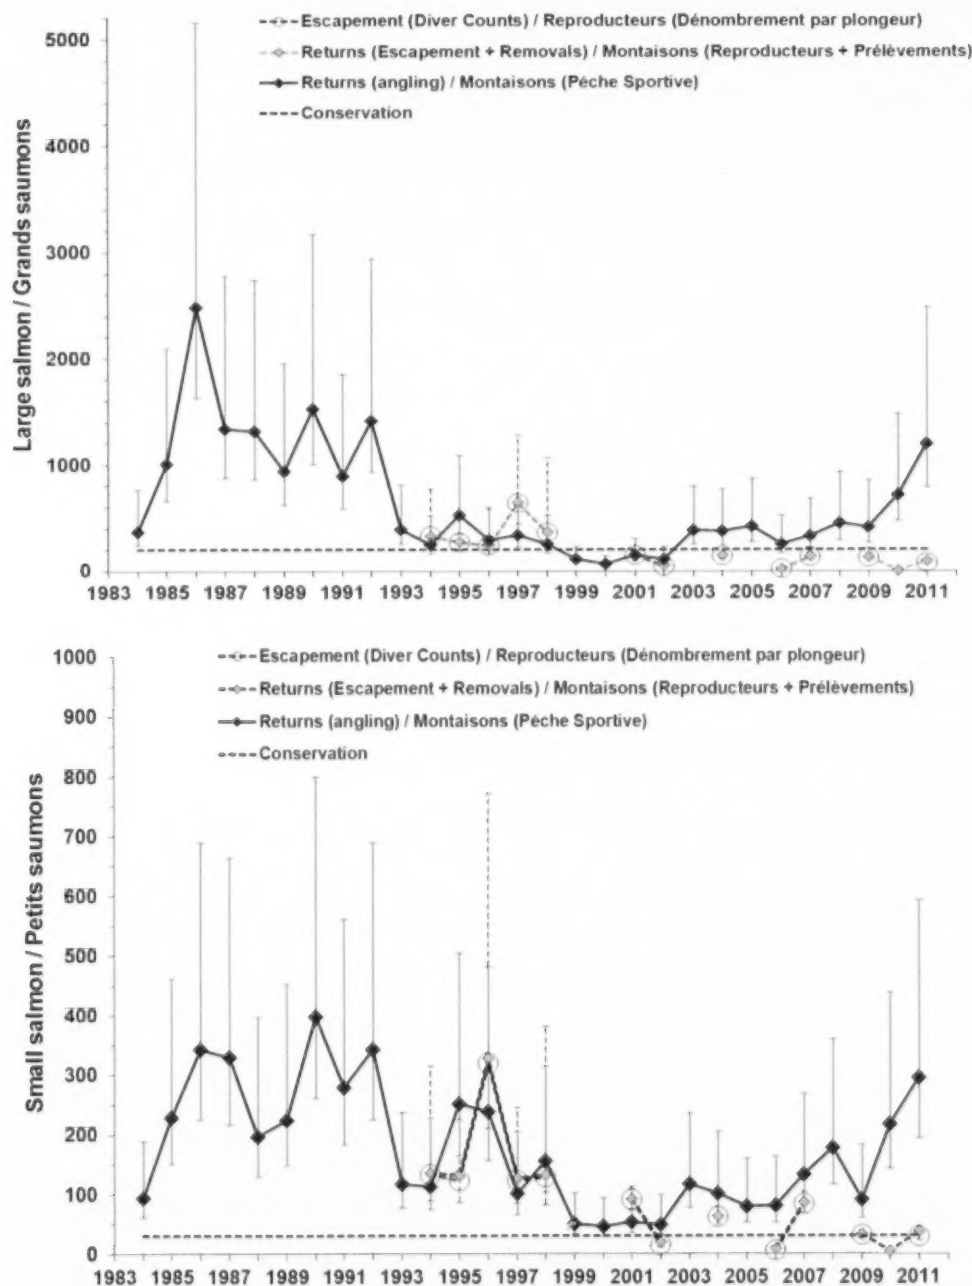 Escapement (Diver Counts) / Reproducteurs (Dénombrement par plongeur)
Returns (Escapement + Removals) / Montaisons (Reproducteurs + Prélèvements)
Returns (angling) / Montaisons (Pêche Sportive)
Conservation
Large salmon / Grands saumons
5000
4000
3000
2000
1000
0
1983 1985 1987 1989 1991 1993 1995 1997 1999 2001 2003 2005 2007 2009 2011
Escapement (Diver Counts) / Reproducteurs (Dénombrement par plongeur)
Returns (Escapement + Removals) / Montaisons (Reproducteurs + Prélèvements)
Returns (angling) / Montaisons (Pêche Sportive)
Conservation
Small salmon / Petits saumons
1000
900
800
700
600
500
400
300
200
100
0
1983 1985 1987 1989 1991 1993 1995 1997 1999 2001 2003 2005 2007 2009 2011